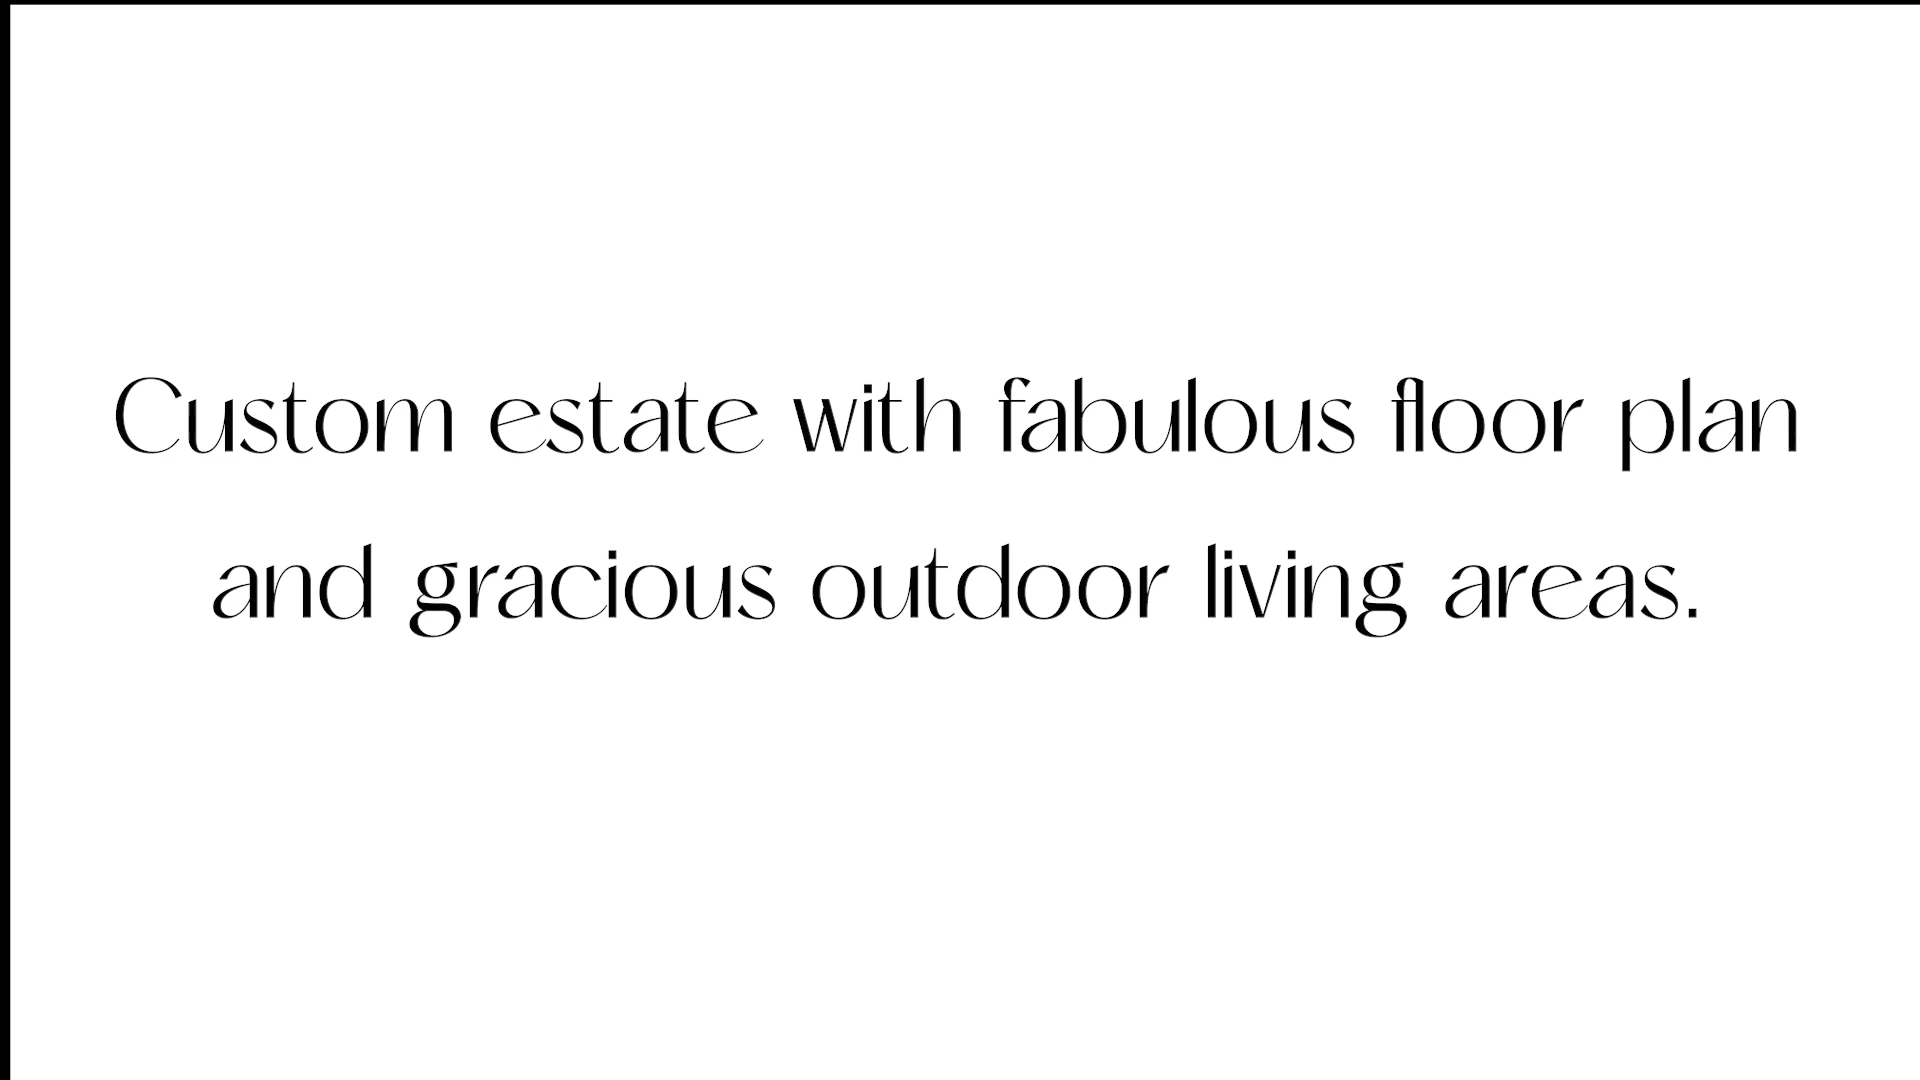 Custom estate with fabulous floor plan
and gracious outdoor living areas.